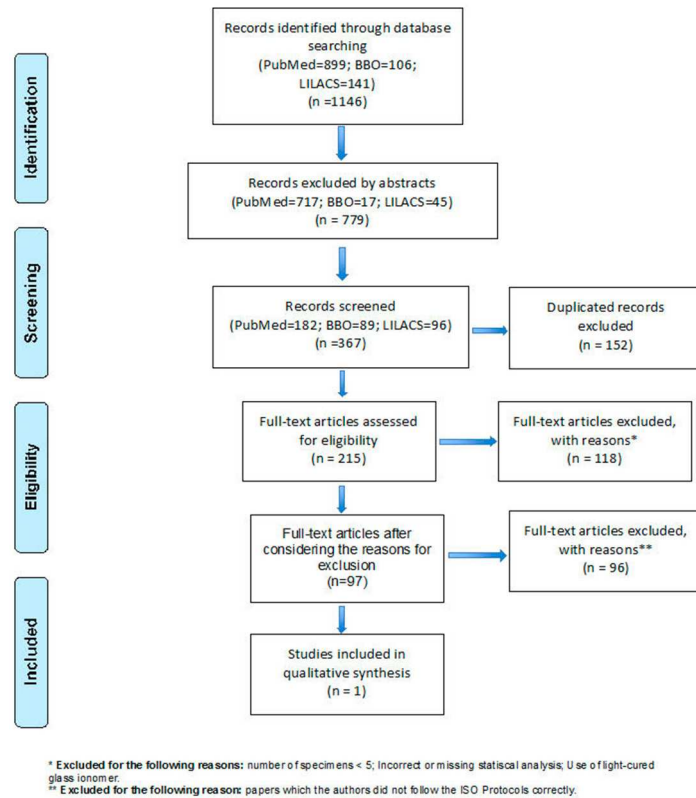 Identification
Records identified through database
searching
(PubMed=899; BBO=106;
LILACS=141)
(n =1146)
Records excluded by abstracts
(PubMed=717; BBO=17; LILACS=45)
n = 779)
Screening
Records screened
(PubMed=182; BBO=89; LILACS=96)
n =367)
Duplicated records
excluded
(n = 152)
Eligibility
Full-text articles assessed
for eligibility
n = 215)
Full-text articles excluded,
with reasons*
n = 118)
Full-text articles after
considering the reasons for
exclusion
(n=97)
Full-text articles excluded,
with reasons**
(n = 96)
Included
Studies included in
qualitative synthesis
(n = 1)
* Excluded for the following reasons: number of specimens < 5; Incorrect or missing statiscal analysis; Use of light-cured
glass ionomer.
** Excluded for the following reason: papers which the authors did not follow the ISO Protocols correctly.